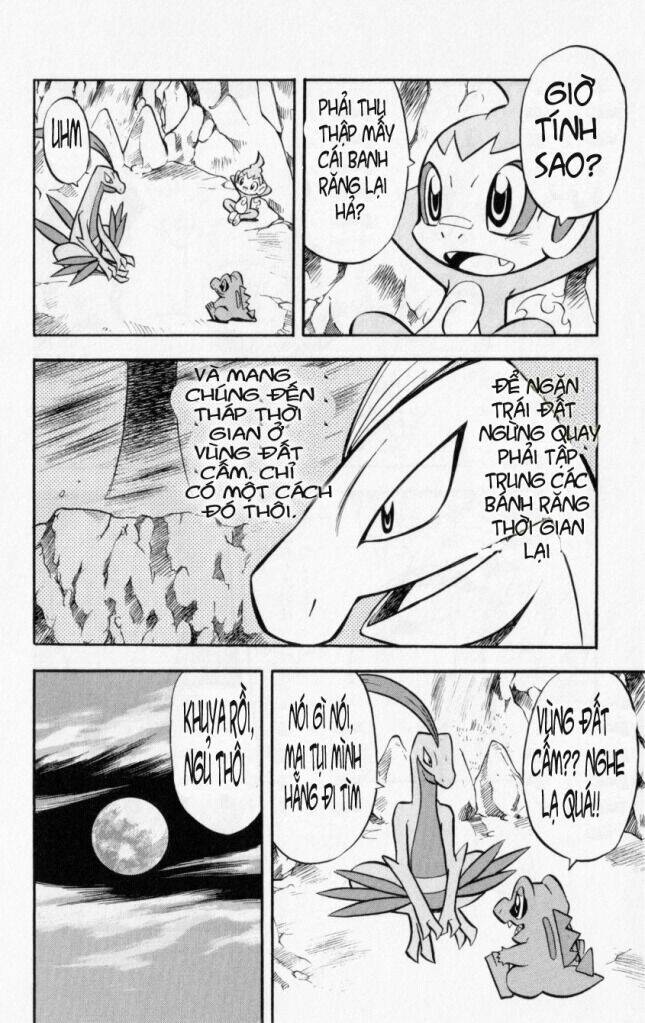 GIỜ
TÍNH
SAO?
PHẢI THU
THẬP MẤY
CÁI BANH
RĂNG LẠI
HẢ?
UHM
ĐỂ NGĂN
TRÁI ĐẤT
NGỪNG QUAY
PHẢI TẬP
TRUNG CÁC
BÁNH RĂNG
THỜI GIAN
LẠI
VÀ MANG
CHÚNG ĐẾN
THÁP THỜI
GIAN Ở
VÙNG ĐẤT
CẤM. CHỈ
CÓ MỘT CÁCH
ĐÓ THÔI.
VÙNG ĐẤT
CẤM?? NGHE
LẠ QUÁ!!
NÓI GÌ NÓI,
MAI TỤI MÌNH
HẴNG ĐI TÌM
KHUYA RỒI,
NGỦ THÔI